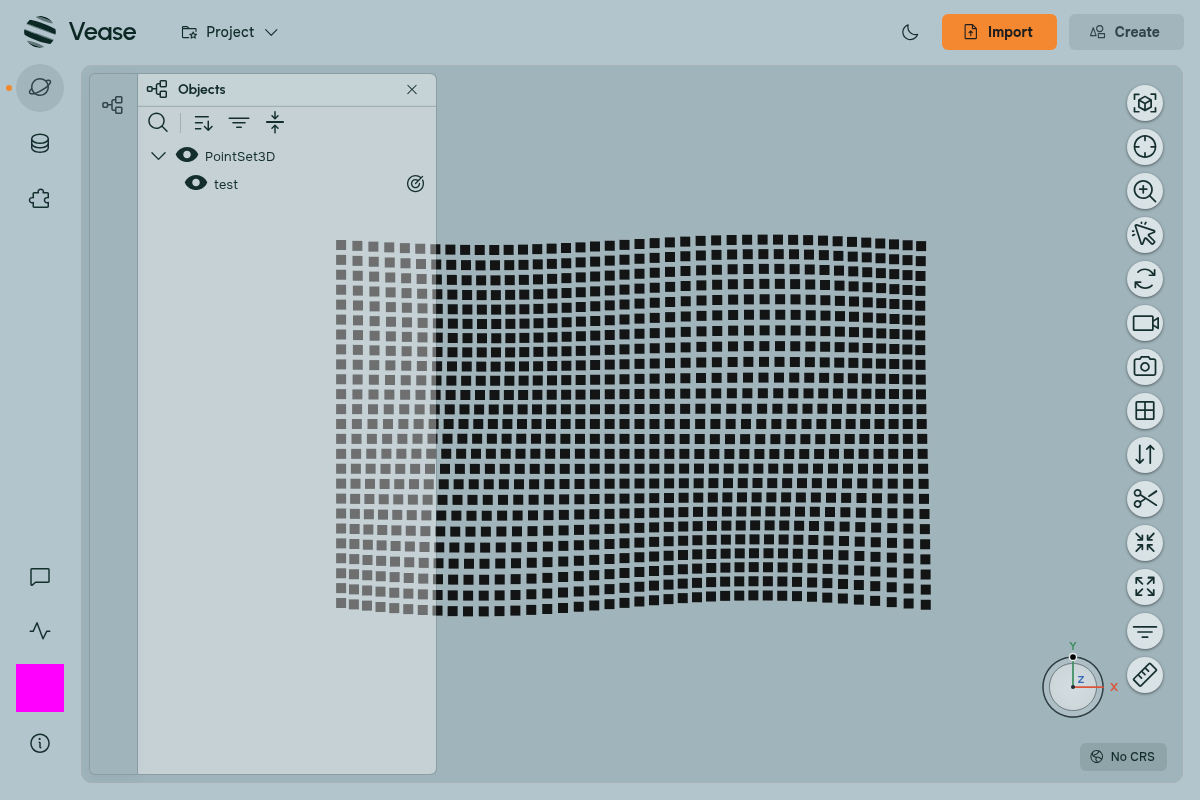 Vease
Project
Import
Create
Objects
PointSet3D
test
Y
Z
X
No CRS